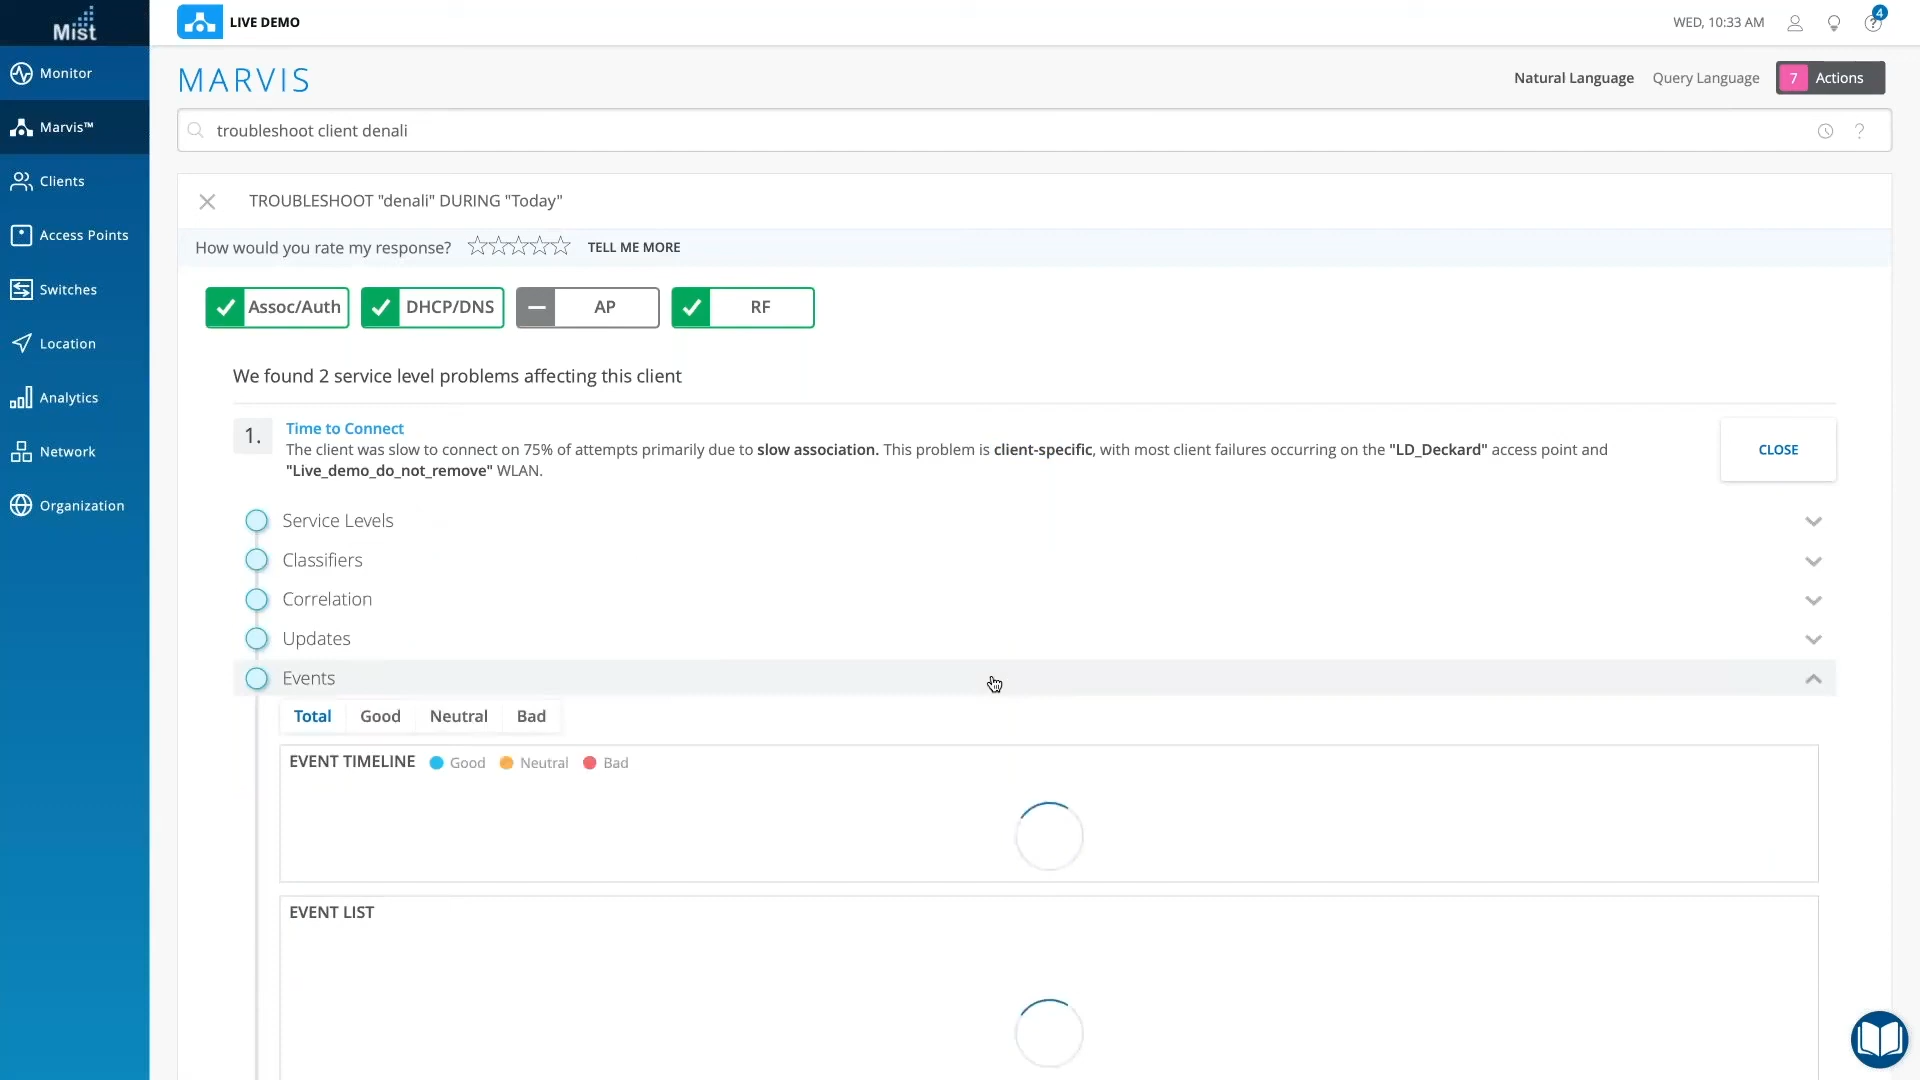 Mist
LIVE DEMO
WED, 10:33 AM
4
Monitor
Marvis™
Clients
Access Points
Switches
Location
Analytics
Network
Organization
MARVIS
Natural Language
Query Language
7 Actions
troubleshoot client denali
?
TROUBLESHOOT "denali" DURING "Today"
How would you rate my response?
TELL ME MORE
Assoc/Auth
DHCP/DNS
AP
RF
We found 2 service level problems affecting this client
1.
Time to Connect
The client was slow to connect on 75% of attempts primarily due to slow association. This problem is client-specific, with most client failures occurring on the "LD_Deckard" access point and
"Live_demo_do_not_remove" WLAN.
CLOSE
Service Levels
Classifiers
Correlation
Updates
Events
Total Good Neutral Bad
EVENT TIMELINE Good Neutral Bad
EVENT LIST